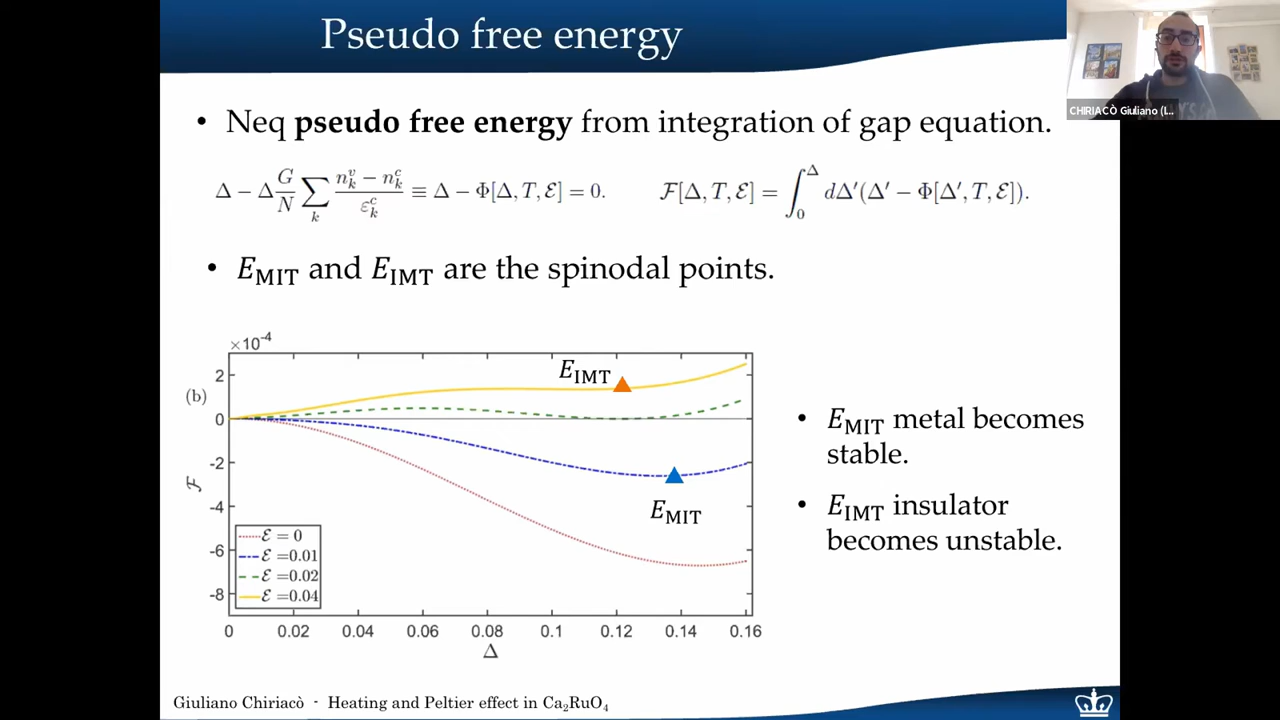 Pseudo free energy
CHIRIACÒ Giuliano (I...
• Neq pseudo free energy from integration of gap equation.
Δ − Δ G/N ∑_k (n_k^v − n_k^c)/ε_k^c ≡ Δ − Φ[Δ, T, ℰ] = 0. ℱ[Δ, T, ℰ] = ∫_0^Δ dΔ′(Δ′ − Φ[Δ′, T, ℰ]).
• E_MIT and E_IMT are the spinodal points.
×10⁻⁴
(b)
2
0
-2
-4
-6
-8
ℱ
E_IMT
E_MIT
ℰ = 0
ℰ =0.01
ℰ =0.02
ℰ =0.04
0 0.02 0.04 0.06 0.08 0.1 0.12 0.14 0.16
Δ
• E_MIT metal becomes
stable.
• E_IMT insulator
becomes unstable.
Giuliano Chiriacò - Heating and Peltier effect in Ca₂RuO₄